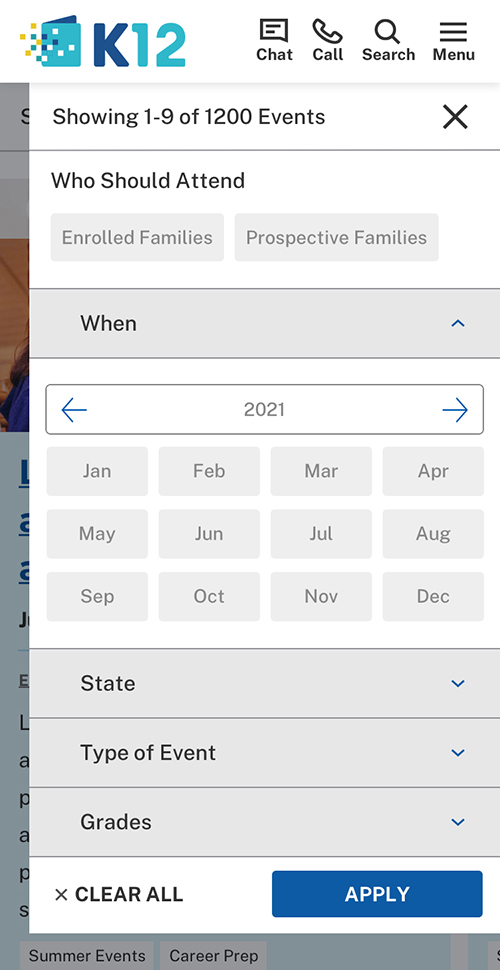 K12
Chat Call Search Menu
S
Showing 1-9 of 1200 Events
Who Should Attend
Enrolled Families Prospective Families
When
2021
Jan Feb Mar Apr
May Jun Jul Aug
Sep Oct Nov Dec
State
Type of Event
Grades
× CLEAR ALL APPLY
Summer Events Career Prep